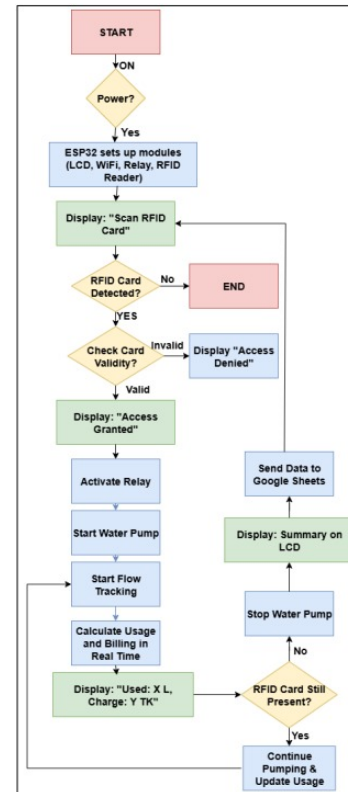 START
ON
Power?
Yes
ESP32 sets up modules
(LCD, WiFi, Relay, RFID
Reader)
Display: "Scan RFID
Card"
RFID Card
Detected?
No
END
YES
Check Card
Validity?
Invalid
Display "Access
Denied"
Valid
Display: "Access
Granted"
Activate Relay
Start Water Pump
Start Flow
Tracking
Calculate Usage
and Billing in
Real Time
Display: "Used: X L,
Charge: Y TK"
RFID Card Still
Present?
No
Stop Water Pump
Display: Summary on
LCD
Send Data to
Google Sheets
Yes
Continue
Pumping &
Update Usage